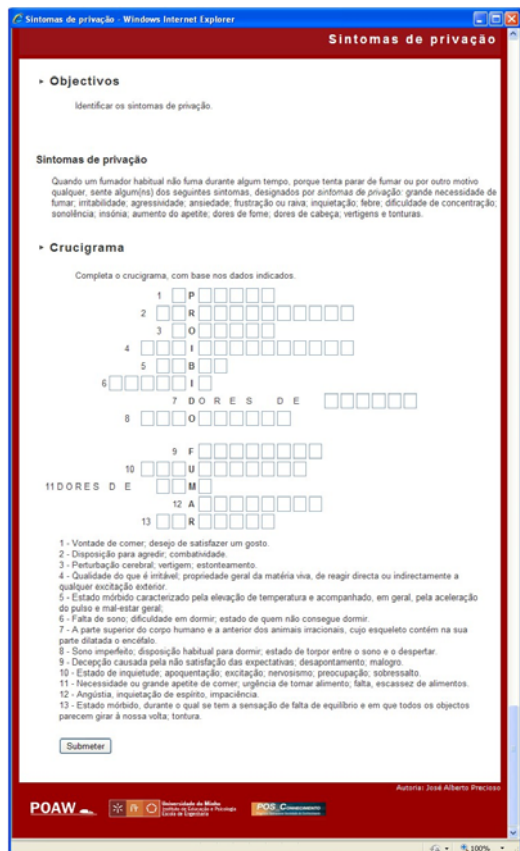 Sintomas de privação - Windows Internet Explorer
Sintomas de privação
Objectivos
Identificar os sintomas de privação.
Sintomas de privação
Quando um fumador habitual não fuma durante algum tempo, porque tenta parar de fumar ou por outro motivo
qualquer, sente algum(ns) dos seguintes sintomas, designados por sintomas de privação: grande necessidade de
fumar; irritabilidade; agressividade; ansiedade; frustração ou raiva; inquietação; febre; dificuldade de concentração;
sonolência; insónia; aumento do apetite; dores de fome; dores de cabeça; vertigens e tonturas.
Crucigrama
Completa o crucigrama, com base nos dados indicados.
1 P
2 R
3 O
4 I
5 B
6 I
7 D O R E S D E
8 O
9 F
10 U
11 D O R E S D E M
12 A
13 R
1 - Vontade de comer; desejo de satisfazer um gosto.
2 - Disposição para agredir; combatividade.
3 - Perturbação cerebral; vertigem; estonteamento.
4 - Qualidade do que é irritável; propriedade geral da matéria viva, de reagir directa ou indirectamente a
qualquer excitação exterior.
5 - Estado mórbido caracterizado pela elevação de temperatura e acompanhado, em geral, pela aceleração
do pulso e mal-estar geral;
6 - Falta de sono; dificuldade em dormir; estado de quem não consegue dormir.
7 - A parte superior do corpo humano e a anterior dos animais irracionais, cujo esqueleto contém na sua
parte dilatada o encéfalo.
8 - Sono imperfeito; disposição habitual para dormir; estado de torpor entre o sono e o despertar.
9 - Decepção causada pela não satisfação das expectativas; desapontamento; malogro.
10 - Estado de inquietude; apoquentação; excitação; nervosismo; preocupação; sobressalto.
11 - Necessidade ou grande apetite de comer; urgência de tomar alimento; falta, escassez de alimentos.
12 - Angústia, inquietação de espírito, impaciência.
13 - Estado mórbido, durante o qual se tem a sensação de falta de equilíbrio e em que todos os objectos
parecem girar à nossa volta; tontura.
Submeter
Autoria: José Alberto Precioso
POAW
Universidade do Minho
Instituto de Educação e Psicologia
Escola de Engenharia
POS_Conhecimento
100%